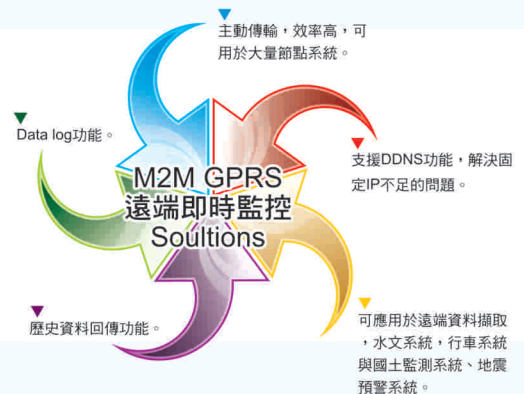 主動傳輸，效率高，可
用於大量節點系統。
Data log功能。
支援DDNS功能，解決固
定IP不足的問題。
M2M GPRS
遠端即時監控
Soultions
歷史資料回傳功能。
可應用於遠端資料擷取
，水文系統，行車系統
與國土監測系統、地震
預警系統。